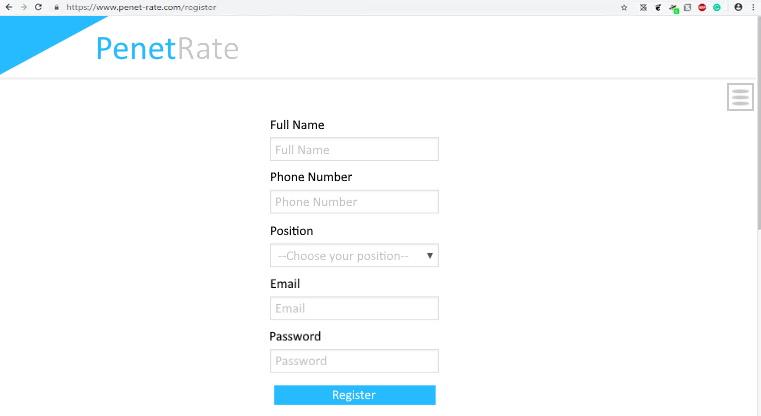 https://www.penet-rate.com/register
PenetRate
Full Name
Full Name
Phone Number
Phone Number
Position
--Choose your position--
Email
Email
Password
Password
Register